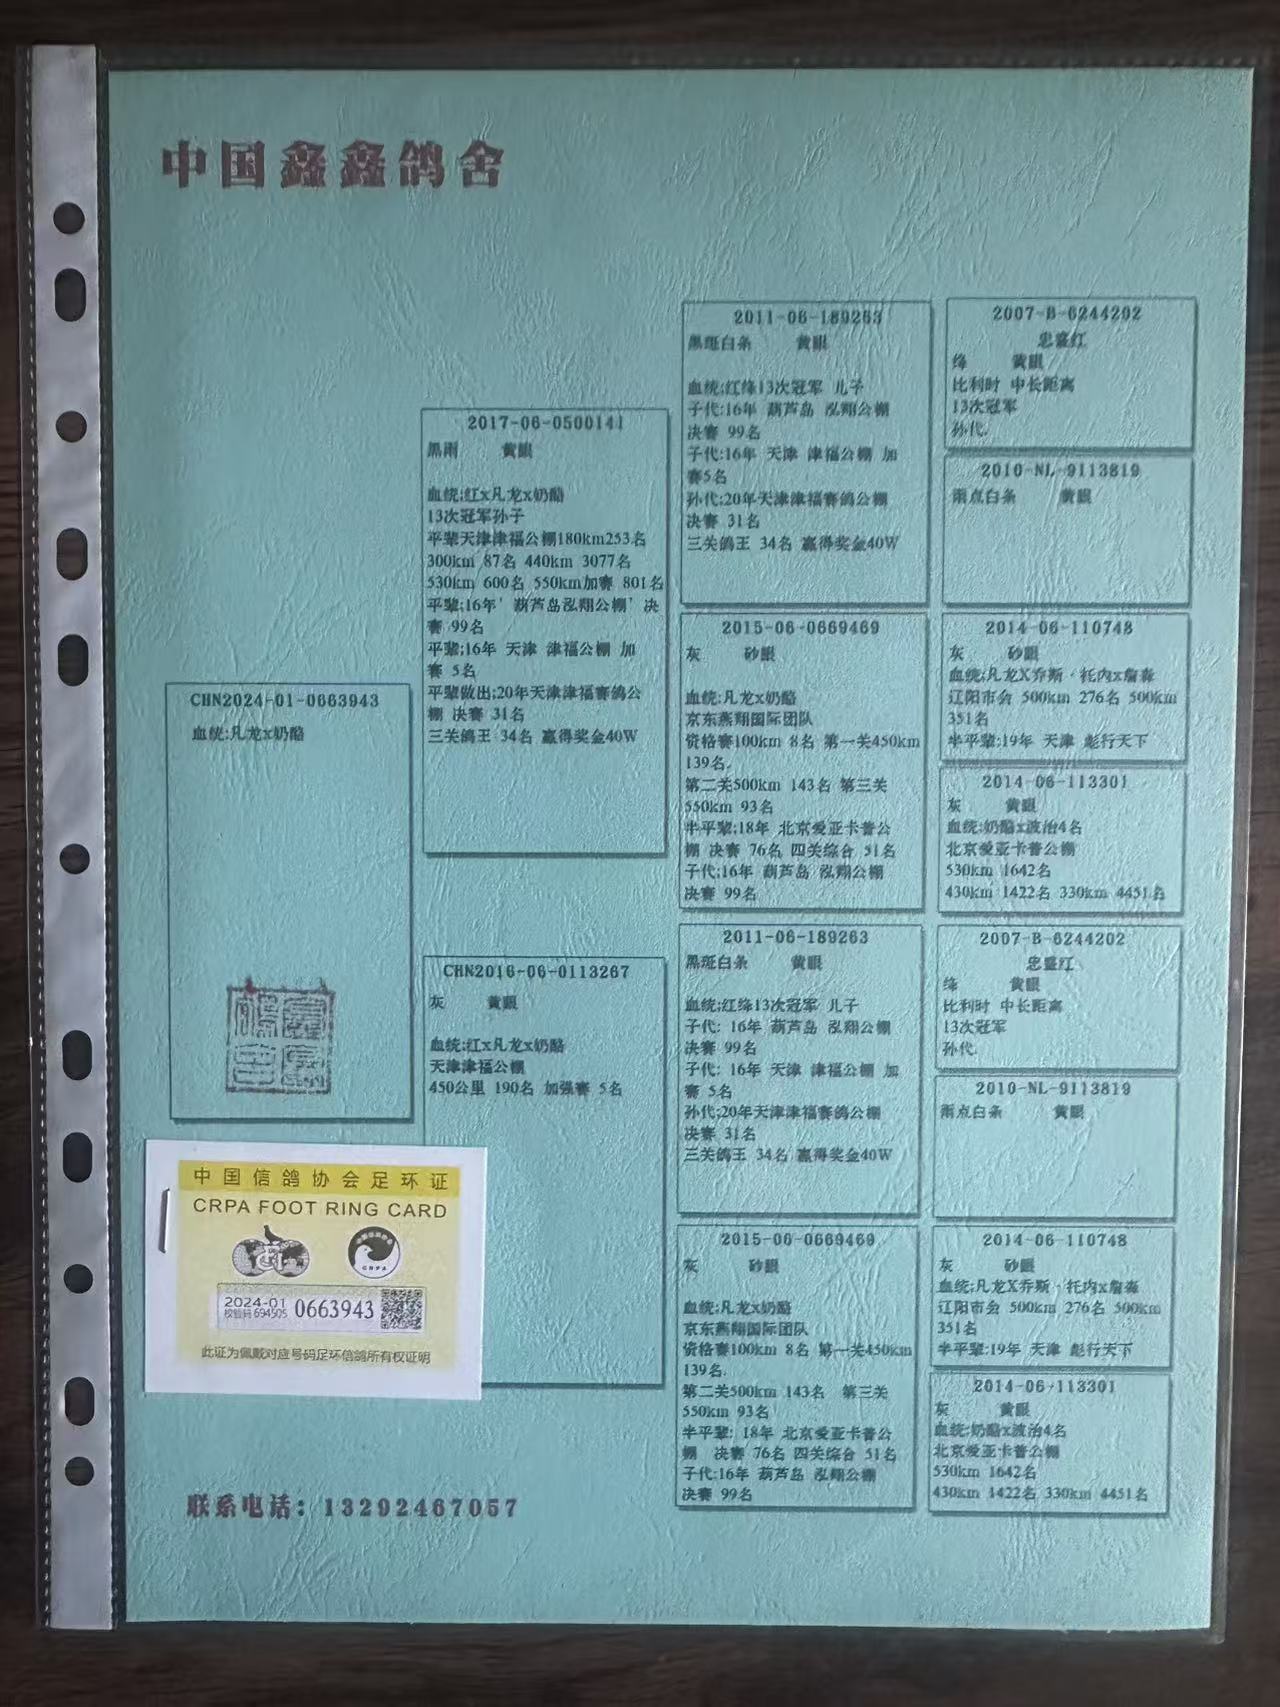 中国鑫鑫鸽舍
CHN2024-01-0663943
血统:凡龙x奶酪
2017-06-0500141
黑雨 黄眼
血统:红x凡龙x奶酪
13次冠军孙子
平辈天津津福公棚180km253名
300km 87名 440km 3077名
530km 600名 550km加赛 801名
平辈;16年'葫芦岛泓翔公棚'决
赛 99名
平辈;16年 天津 津福公棚 加
赛 5名
平辈做出;20年天津津福赛鸽公
棚 决赛 31名
三关鸽王 34名 赢得奖金40W
CHN2016-06-0113267
灰 黄眼
血统:红x凡龙x奶酪
天津津福公棚
450公里 190名 加强赛 5名
2011-06-189263
黑斑白条 黄眼
血统;红绛13次冠军 儿子
子代:16年 葫芦岛 泓翔公棚
决赛 99名
子代:16年 天津 津福公棚 加
赛5名
孙代:20年天津津福赛鸽公棚
决赛 31名
三关鸽王 34名 赢得奖金40W
2015-06-0669469
灰 砂眼
血统:凡龙x奶酪
京东燕翔国际团队
资格赛100km 8名 第一关450km
139名.
第二关500km 143名 第三关
550km 93名
半平辈;18年 北京爱亚卡普公
棚 决赛 76名 四关综合 51名
子代:16年 葫芦岛 泓翔公棚
决赛 99名
2011-06-189263
黑斑白条 黄眼
血统;红绛13次冠军 儿子
子代: 16年 葫芦岛 泓翔公棚
决赛 99名
子代: 16年 天津 津福公棚 加
赛 5名
孙代;20年天津津福赛鸽公棚
决赛 31名
三关鸽王 34名 赢得奖金40W
2015-06-0669469
灰 砂眼
血统:凡龙x奶酪
京东燕翔国际团队
资格赛100km 8名 第一关450km
139名.
第二关500km 143名 第三关
550km 93名
半平辈: 18年 北京爱亚卡普公
棚 决赛 76名 四关综合 51名
子代:16年 葫芦岛 泓翔公棚
决赛 99名
2007-B-6244202
忠盛红
绛 黄眼
比利时 中长距离
13次冠军
孙代.
2010-NL-9113819
雨点白条 黄眼
2014-06-110748
灰 砂眼
血统;凡龙X乔斯·托内x詹森
辽阳市会 500km 276名 500km
351名
半平辈:19年 天津 彪行天下
2014-06-113301
灰 黄眼
血统:奶酪x波治4名
北京爱亚卡普公棚
530km 1642名
430km 1422名 330km 4451名
2007-B-6244202
忠盛红
绛 黄眼
比利时 中长距离
13次冠军
孙代.
2010-NL-9113819
雨点白条 黄眼
2014-06-110748
灰 砂眼
血统;凡龙X乔斯·托内x詹森
辽阳市会 500km 276名 500km
351名
半平辈:19年 天津 彪行天下
2014-06-113301
灰 黄眼
血统:奶酪x波治4名
北京爱亚卡普公棚
530km 1642名
430km 1422名 330km 4451名
中国信鸽协会足环证
CRPA FOOT RING CARD
CRPA
2024-01
校验码 694505
0663943
此证为佩戴对应号码足环信鸽所有权证明
联系电话：13292467057